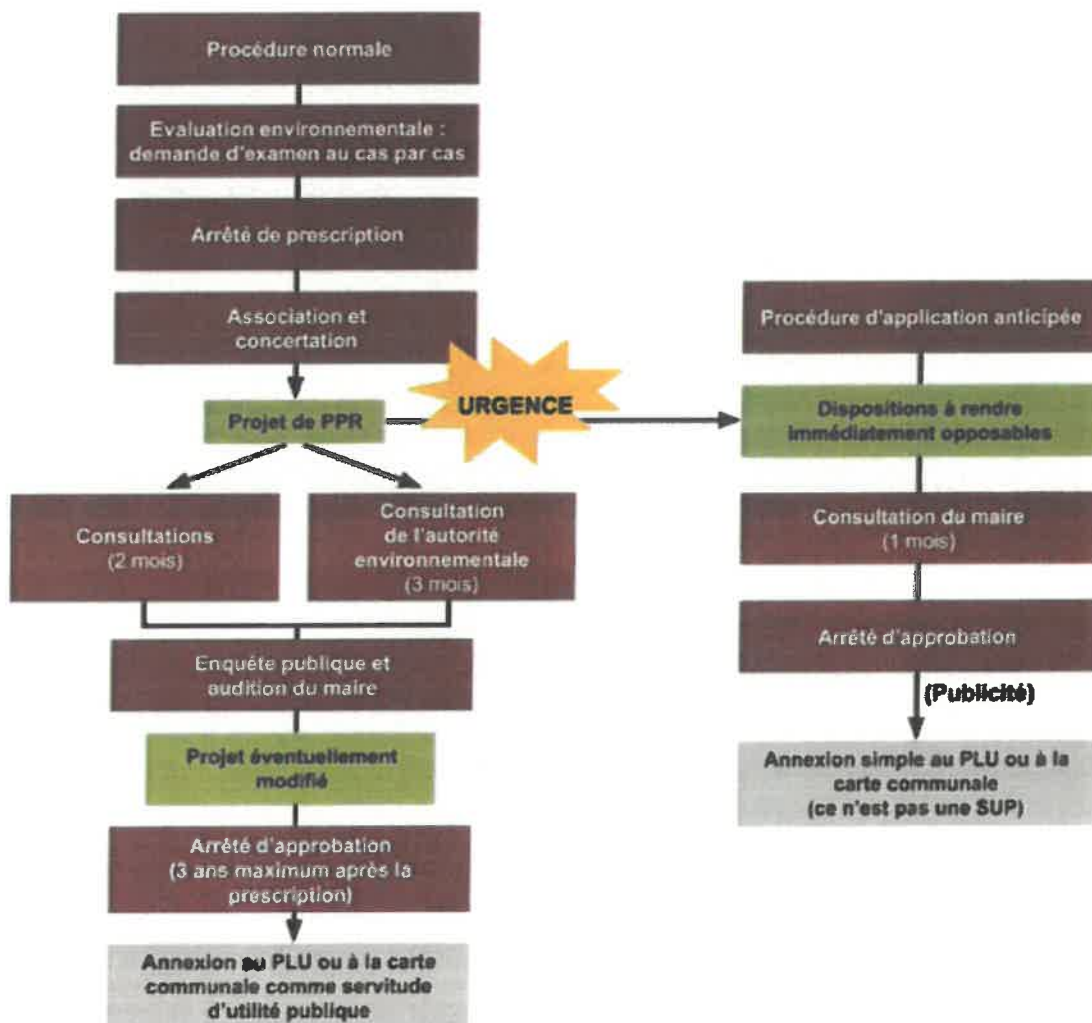 Procédure normale
Evaluation environnementale :
demande d'examen au cas par cas
Arrêté de prescription
Association et
concertation
Projet de PPR
URGENCE
Consultations
(2 mois)
Consultation
de l'autorité
environnementale
(3 mois)
Enquête publique et
audition du maire
Projet éventuellement
modifié
Arrêté d'approbation
(3 ans maximum après la
prescription)
Annexion au PLU ou à la carte
communale comme servitude
d'utilité publique
Procédure d'application anticipée
Dispositions à rendre
immédiatement opposables
Consultation du maire
(1 mois)
Arrêté d'approbation
(Publicité)
Annexion simple au PLU ou à la
carte communale
(ce n'est pas une SUP)